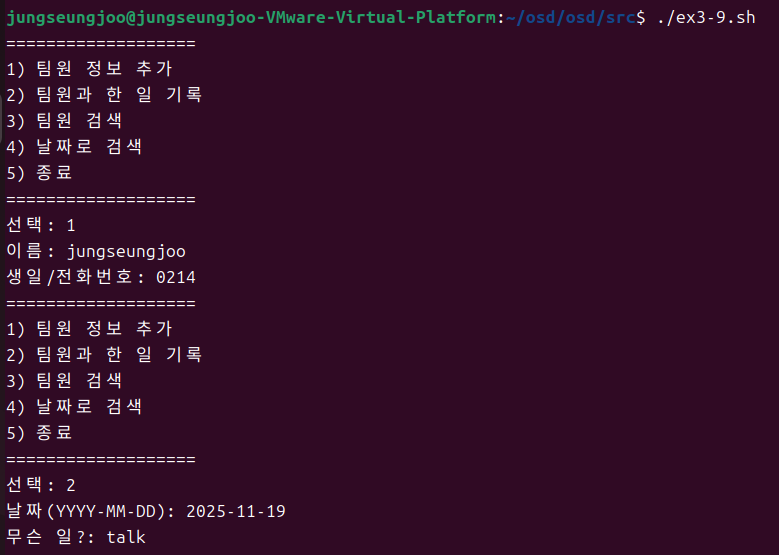 jungseungjoo@jungseungjoo-VMware-Virtual-Platform:~/osd/osd/src$ ./ex3-9.sh
===================
1) 팀원 정보 추가
2) 팀원과 한 일 기록
3) 팀원 검색
4) 날짜로 검색
5) 종료
===================
선택: 1
이름: jungseungjoo
생일/전화번호: 0214
===================
1) 팀원 정보 추가
2) 팀원과 한 일 기록
3) 팀원 검색
4) 날짜로 검색
5) 종료
===================
선택: 2
날짜(YYYY-MM-DD): 2025-11-19
무슨 일?: talk